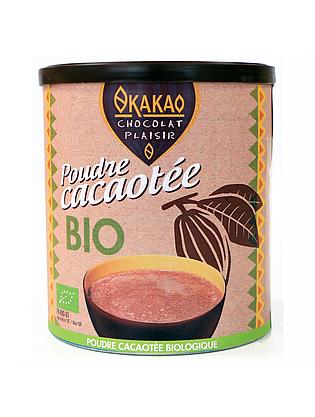 OKAKAO
CHOCOLAT
PLAISIR
Poudre
cacaotée
BIO
POUDRE CACAOTÉE BIOLOGIQUE